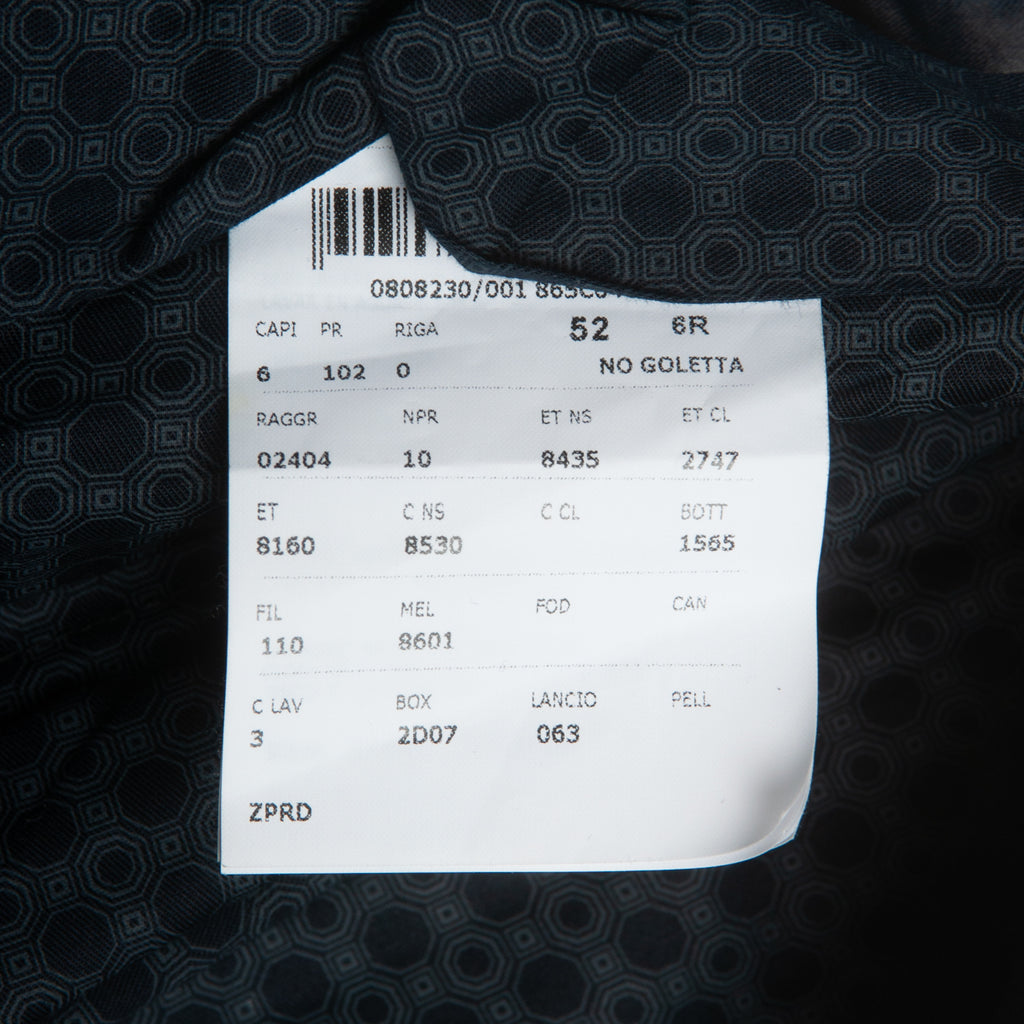 0808230/001
CAPI PR RIGA 52 6R
6 102 0 NO GOLETTA
RAGGR NPR ET NS ET CL
02404 10 8435 2747
ET C NS C CL BOTT
8160 8530 1565
FIL MEL FOD CAN
110 8601
C LAV BOX LANCIO PELL
3 2D07 063
ZPRD